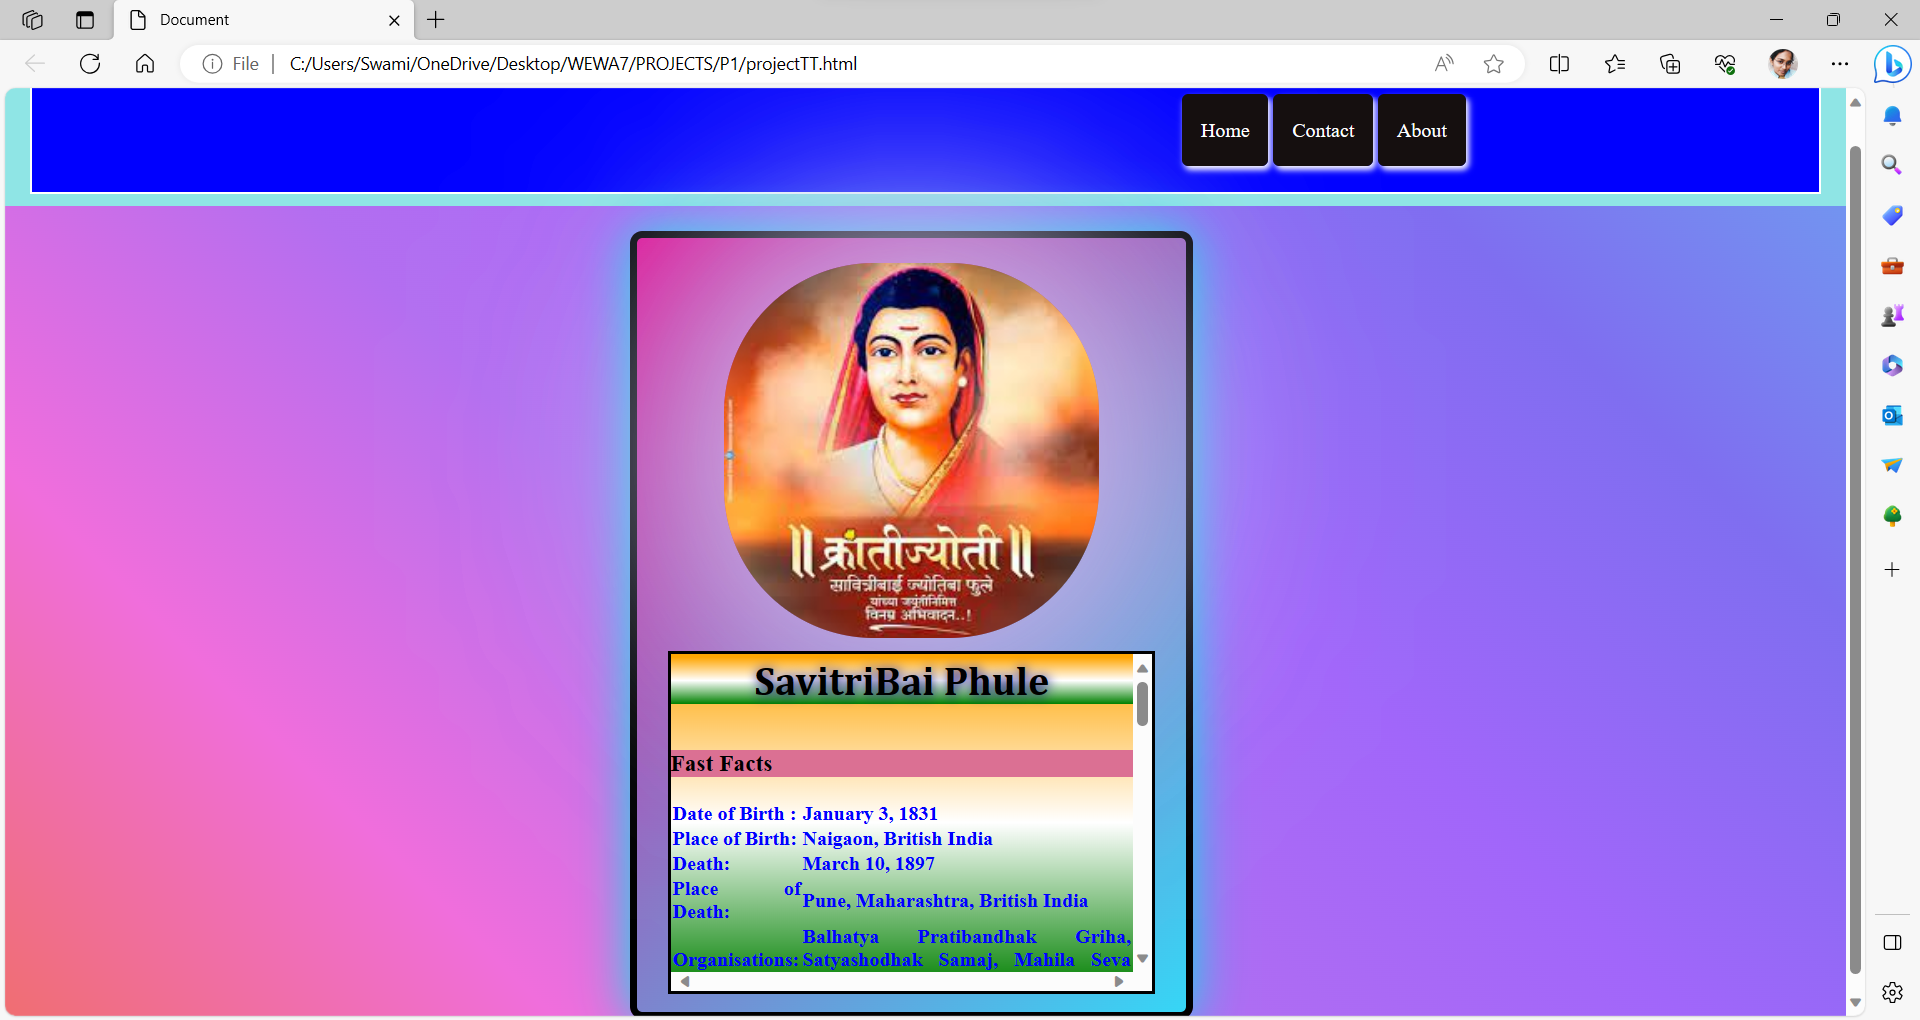 Document
File
C:/Users/Swami/OneDrive/Desktop/WEWA7/PROJECTS/P1/projectTT.html
Home Contact About
॥ क्रांतीज्योती ॥
सावित्रीबाई ज्योतिबा फुले
यांच्या जयंतीनिमित्त
विनम्र अभिवादन..!
SavitriBai Phule
Fast Facts
Date of Birth : January 3, 1831
Place of Birth: Naigaon, British India
Death: March 10, 1897
Place of Death: Pune, Maharashtra, British India
Balhatya Pratibandhak Griha,
Organisations: Satyashodhak Samaj, Mahila Seva